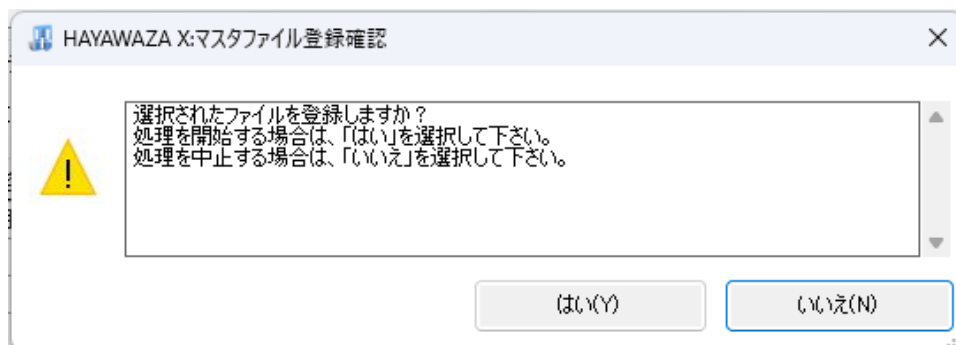 HAYAWAZA X:マスタファイル登録確認
選択されたファイルを登録しますか？
処理を開始する場合は、「はい」を選択して下さい。
処理を中止する場合は、「いいえ」を選択して下さい。
はい(Y)
いいえ(N)